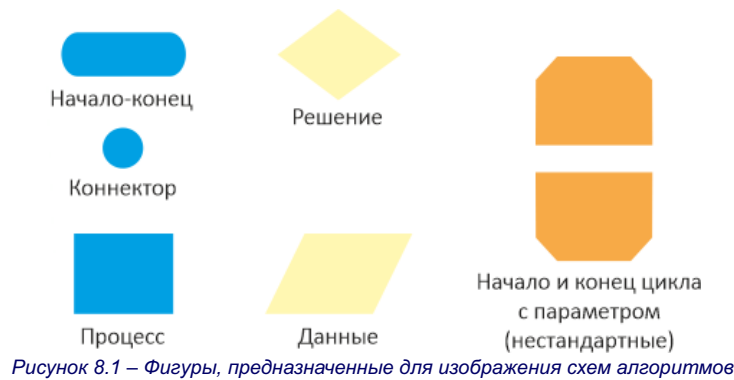 Начало-конец
Решение
Коннектор
Процесс
Данные
Начало и конец цикла
с параметром
(нестандартные)
Рисунок 8.1 – Фигуры, предназначенные для изображения схем алгоритмов